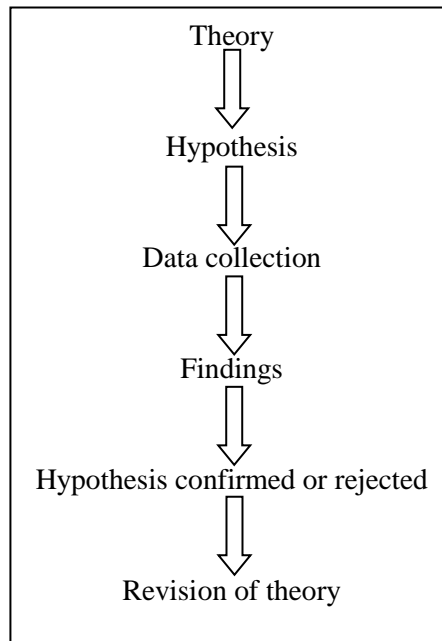 Theory
Hypothesis
Data collection
Findings
Hypothesis confirmed or rejected
Revision of theory